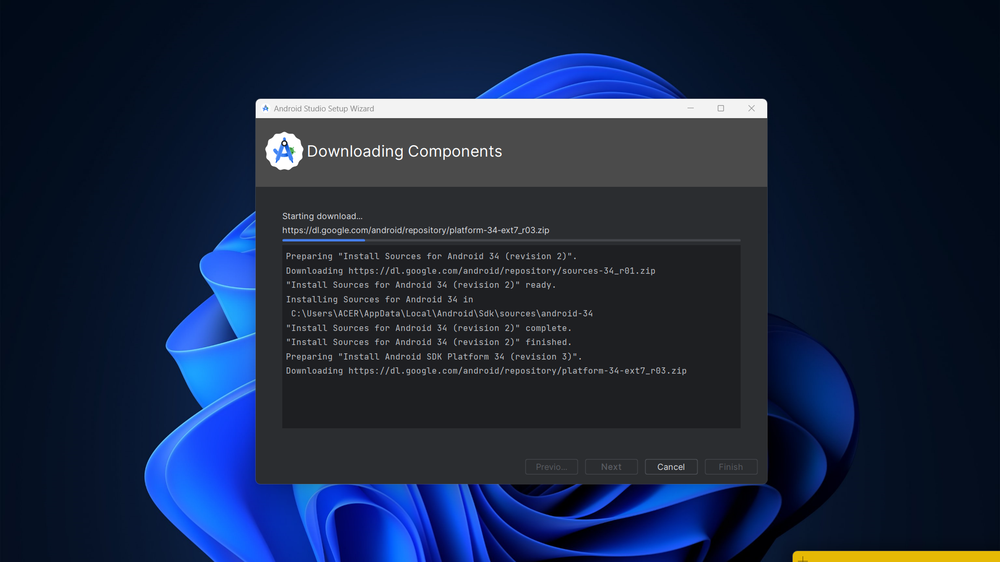 Android Studio Setup Wizard
Downloading Components
Starting download...
https://dl.google.com/android/repository/platform-34-ext7_r03.zip
Preparing "Install Sources for Android 34 (revision 2)".
Downloading https://dl.google.com/android/repository/sources-34_r01.zip
"Install Sources for Android 34 (revision 2)" ready.
Installing Sources for Android 34 in
C:\Users\ACER\AppData\Local\Android\Sdk\sources\android-34
"Install Sources for Android 34 (revision 2)" complete.
"Install Sources for Android 34 (revision 2)" finished.
Preparing "Install Android SDK Platform 34 (revision 3)".
Downloading https://dl.google.com/android/repository/platform-34-ext7_r03.zip
Previo... Next Cancel Finish